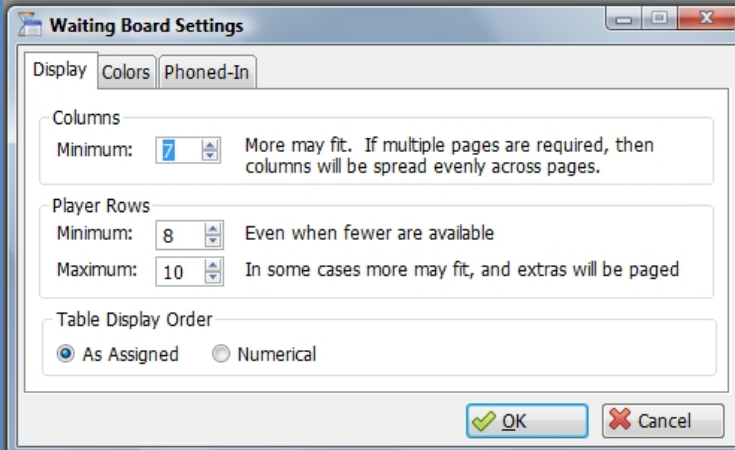 Waiting Board Settings
Display Colors Phoned-In
Columns
Minimum: 7 More may fit. If multiple pages are required, then
columns will be spread evenly across pages.
Player Rows
Minimum: 8 Even when fewer are available
Maximum: 10 In some cases more may fit, and extras will be paged
Table Display Order
As Assigned Numerical
OK Cancel